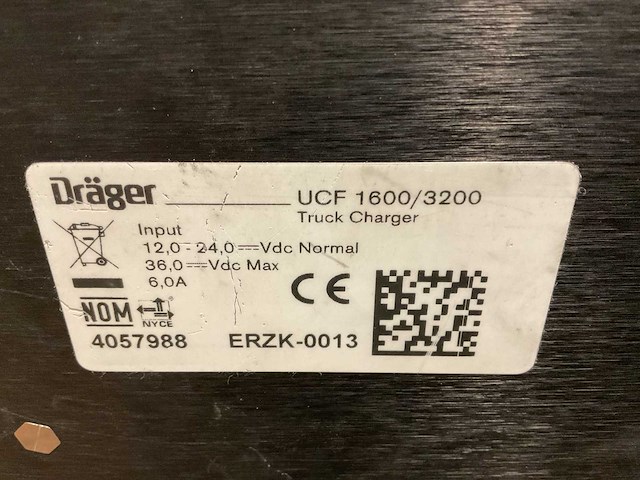 Dräger UCF 1600/3200
Truck Charger
Input
12,0 - 24,0⎓Vdc Normal
36,0⎓Vdc Max
6,0A
CE
NOM
NYCE
4057988 ERZK-0013